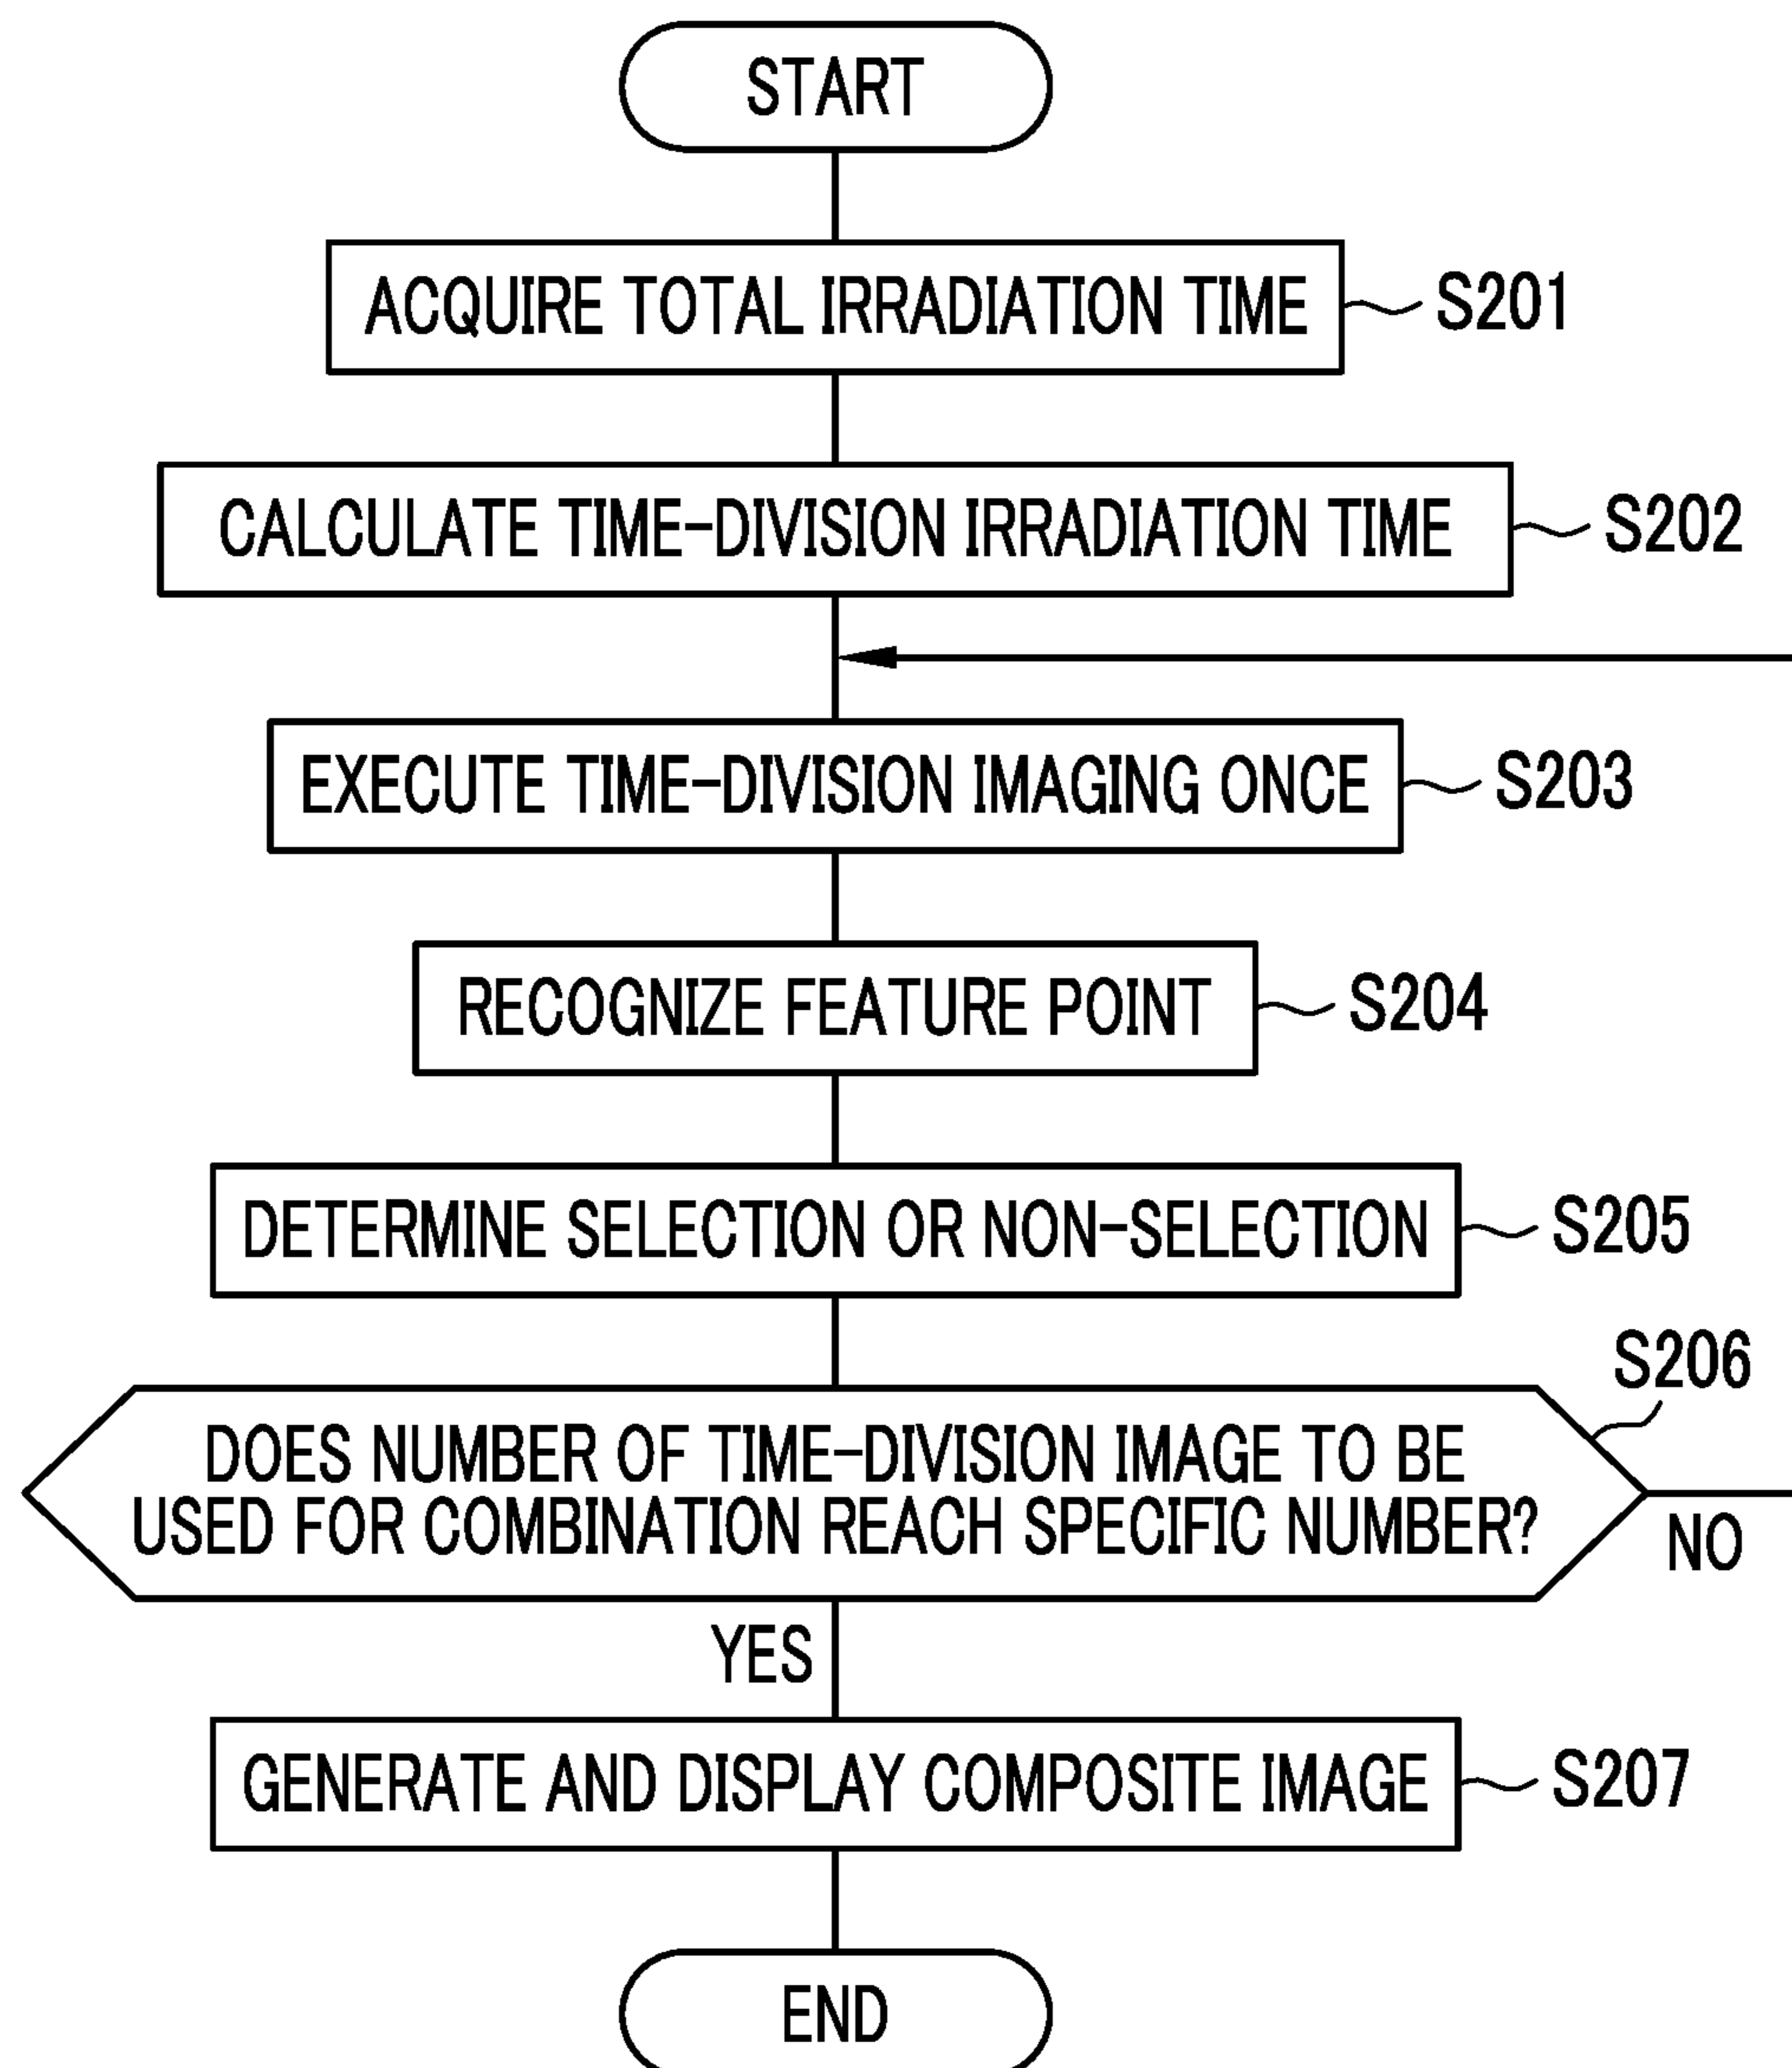 START
ACQUIRE TOTAL IRRADIATION TIME
S201
CALCULATE TIME-DIVISION IRRADIATION TIME
S202
EXECUTE TIME-DIVISION IMAGING ONCE
S203
RECOGNIZE FEATURE POINT
S204
DETERMINE SELECTION OR NON-SELECTION
S205
S206
DOES NUMBER OF TIME-DIVISION IMAGE TO BE
USED FOR COMBINATION REACH SPECIFIC NUMBER?
NO
YES
GENERATE AND DISPLAY COMPOSITE IMAGE
S207
END